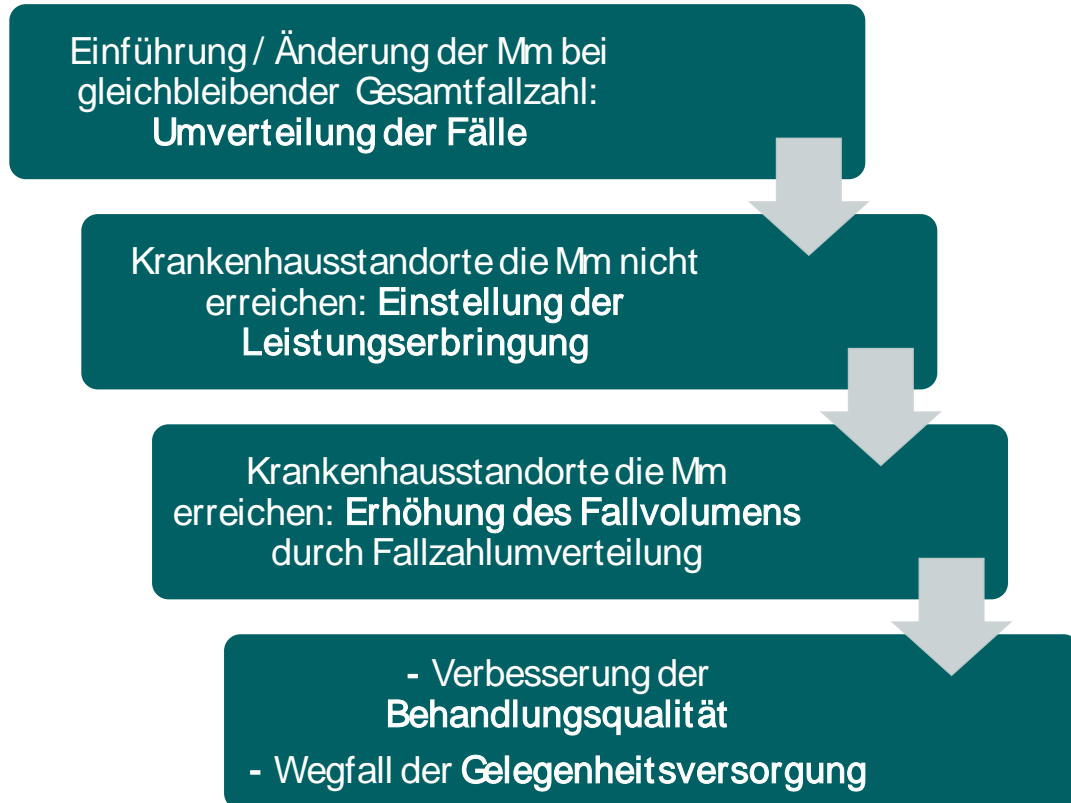 Einführung / Änderung der Mm bei
gleichbleibender Gesamtfallzahl:
Umverteilung der Fälle
Krankenhausstandorte die Mm nicht
erreichen: Einstellung der
Leistungserbringung
Krankenhausstandorte die Mm
erreichen: Erhöhung des Fallvolumens
durch Fallzahlumverteilung
- Verbesserung der
Behandlungsqualität
- Wegfall der Gelegenheitsversorgung